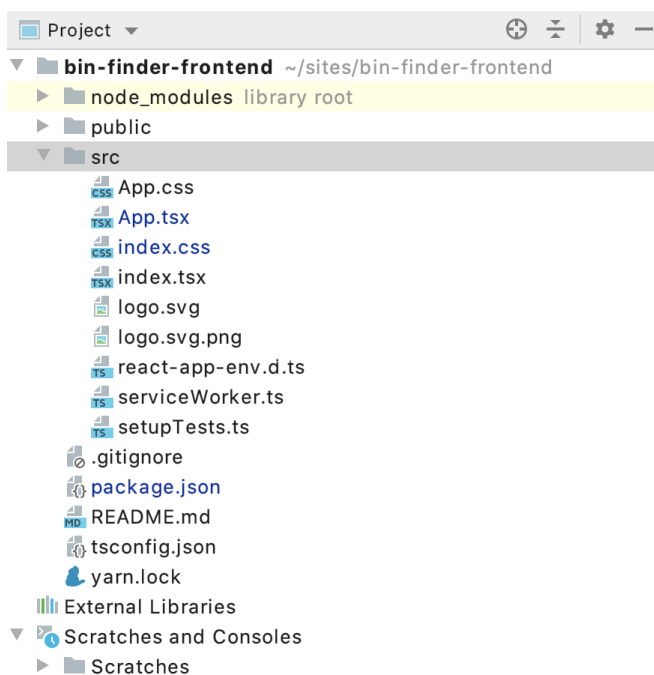 Project
bin-finder-frontend ~/sites/bin-finder-frontend
node_modules library root
public
src
CSS App.css
TSX App.tsx
CSS index.css
TSX index.tsx
logo.svg
logo.svg.png
TS react-app-env.d.ts
TS serviceWorker.ts
TS setupTests.ts
.gitignore
{} package.json
MD README.md
{} tsconfig.json
yarn.lock
External Libraries
Scratches and Consoles
Scratches